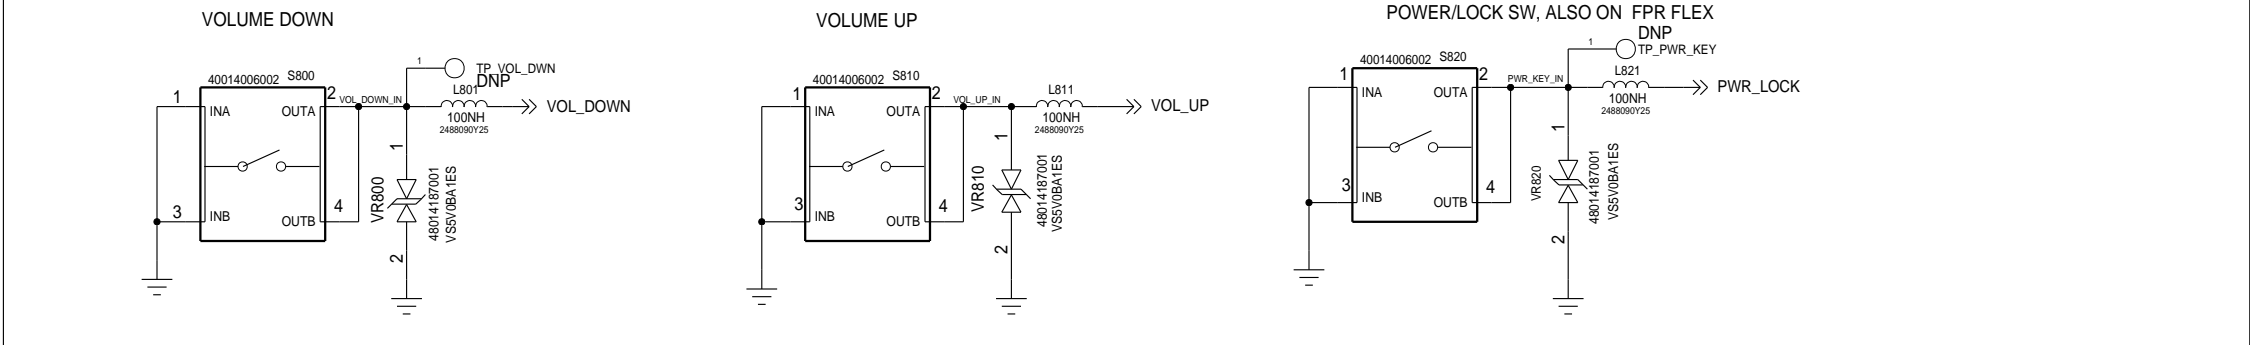 VOLUME DOWN
40014006002 S800
1 INA OUTA 2
3 INB OUTB 4
VOL_DOWN_IN
1 TP_VOL_DWN
DNP
L801
100NH
2488090Y25
VOL_DOWN
1
VR800
48014187001
VS5V0BA1ES
2
VOLUME UP
40014006002 S810
1 INA OUTA 2
3 INB OUTB 4
VOL_UP_IN
L811
100NH
2488090Y25
VOL_UP
1
VR810
48014187001
VS5V0BA1ES
2
POWER/LOCK SW, ALSO ON FPR FLEX
40014006002 S820
1 INA OUTA 2
3 INB OUTB 4
PWR_KEY_IN
DNP
1 TP_PWR_KEY
L821
100NH
2488090Y25
PWR_LOCK
1
VR820
48014187001
VS5V0BA1ES
2